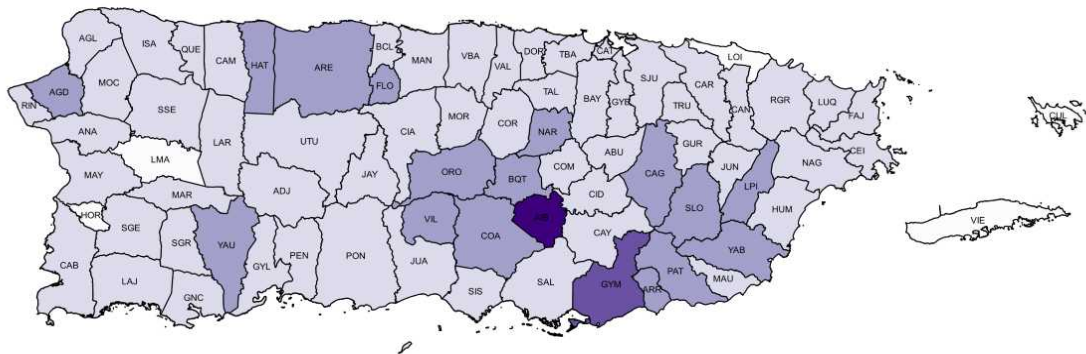 AGL ISA QUE CAM HAT ARE BCL MAN VBA VAL DOR TBA CAT LOI
AGD MOC FLO TAL BAY GYB SJU TRU CAR CAN RGR LUQ FAJ CUL
RIN SSE
ANA LAR UTU CIA MOR COR NAR ABU GUR CEI
LMA JAY ORO BQT COM CAG JUN NAG
MAY MAR ADJ CID LPI
HOR SGE VIL AIB SLO HUM VIE
SGR YAU COA CAY
CAB GYL PEN PON JUA YAB
LAJ SIS SAL GYM PAT MAU
GNC ARR